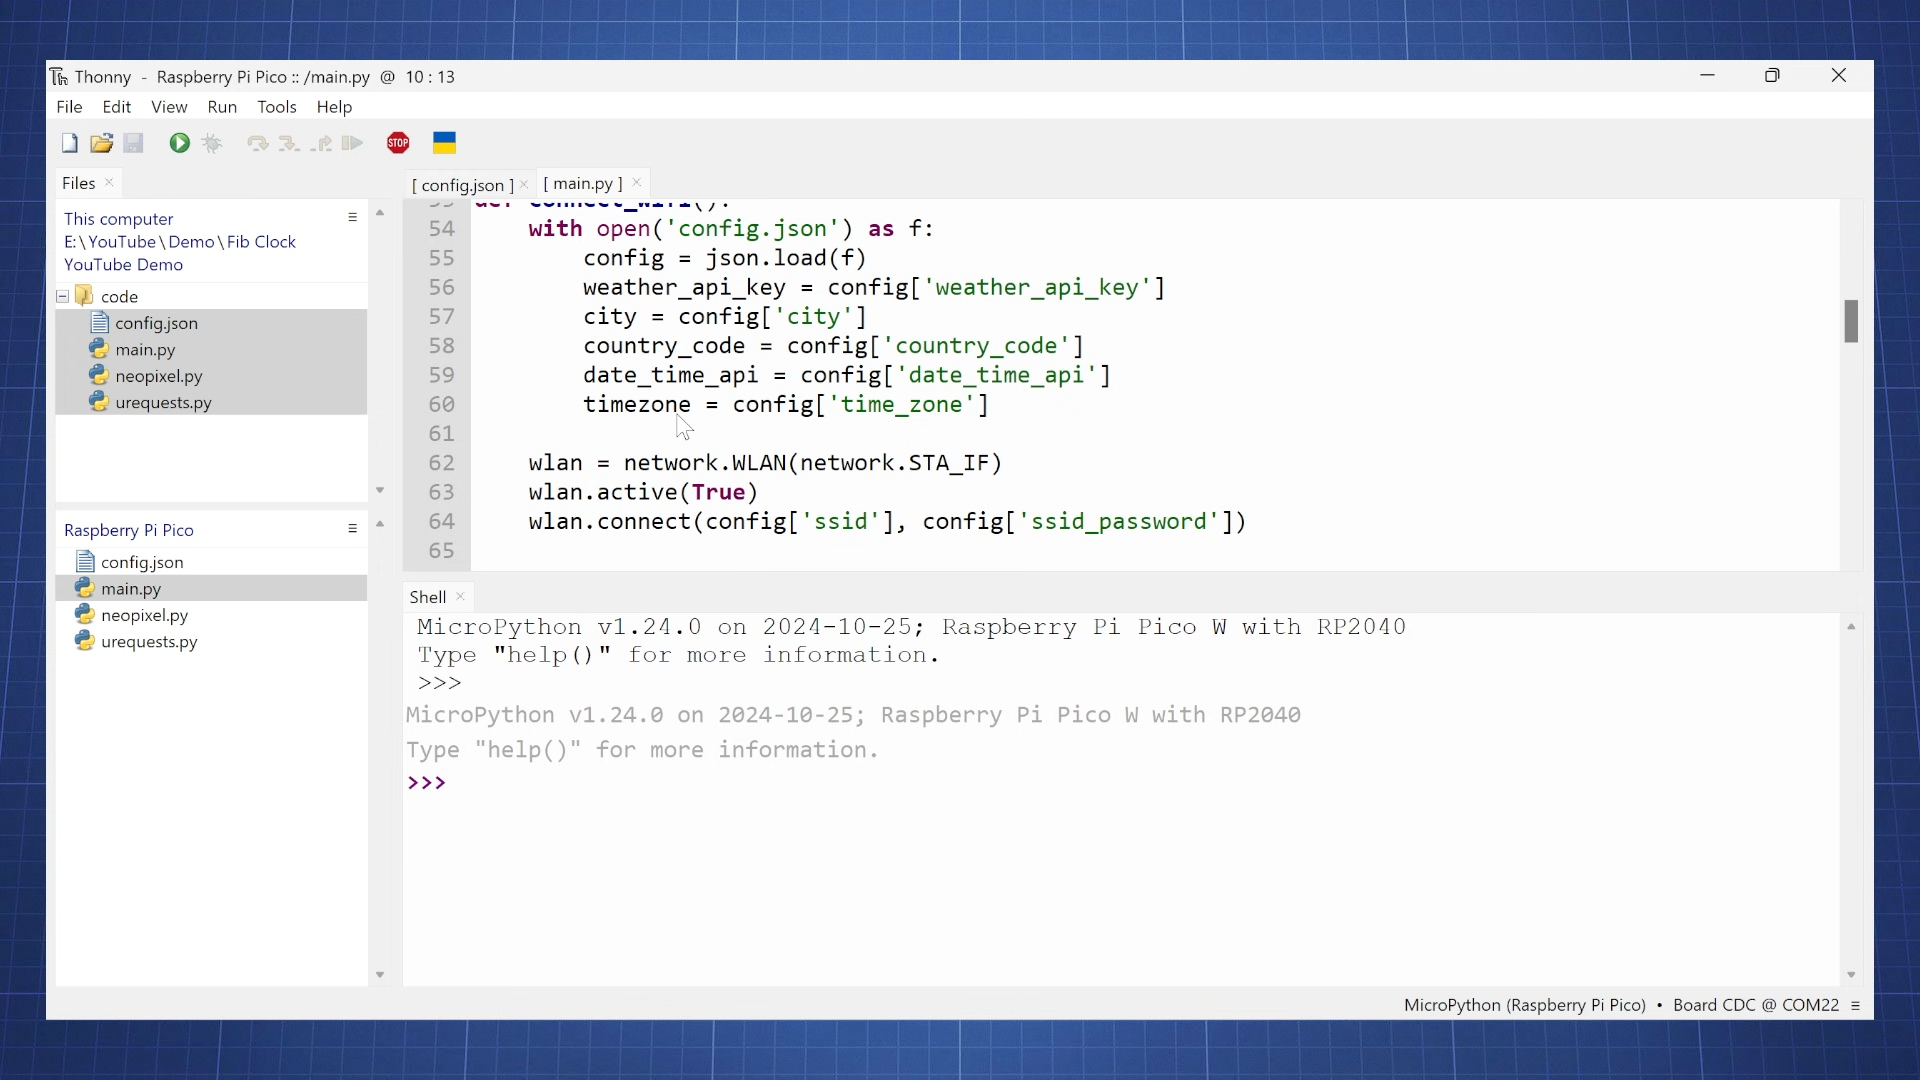 Thonny - Raspberry Pi Pico :: /main.py @ 10 : 13
File Edit View Run Tools Help
STOP
Files
[ config.json ] [ main.py ]
This computer
E:\YouTube\Demo\Fib Clock
YouTube Demo
code
config.json
main.py
neopixel.py
urequests.py
Raspberry Pi Pico
config.json
main.py
neopixel.py
urequests.py
53 def connect_wifi():
54 with open('config.json') as f:
55 config = json.load(f)
56 weather_api_key = config['weather_api_key']
57 city = config['city']
58 country_code = config['country_code']
59 date_time_api = config['date_time_api']
60 timezone = config['time_zone']
61
62 wlan = network.WLAN(network.STA_IF)
63 wlan.active(True)
64 wlan.connect(config['ssid'], config['ssid_password'])
65
Shell
MicroPython v1.24.0 on 2024-10-25; Raspberry Pi Pico W with RP2040
Type "help()" for more information.
>>>
MicroPython v1.24.0 on 2024-10-25; Raspberry Pi Pico W with RP2040
Type "help()" for more information.
>>>
MicroPython (Raspberry Pi Pico) • Board CDC @ COM22